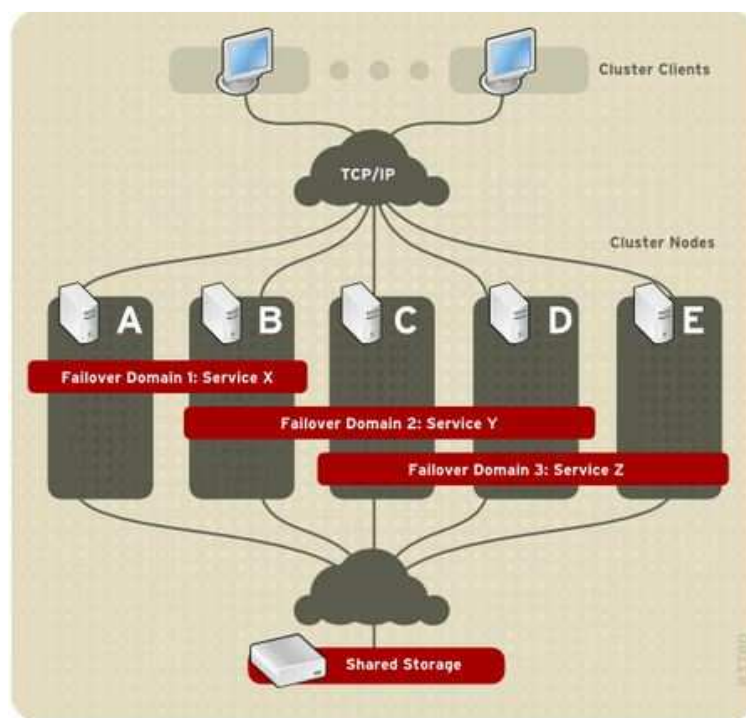 Cluster Clients
TCP/IP
Cluster Nodes
A
B
C
D
E
Failover Domain 1: Service X
Failover Domain 2: Service Y
Failover Domain 3: Service Z
Shared Storage